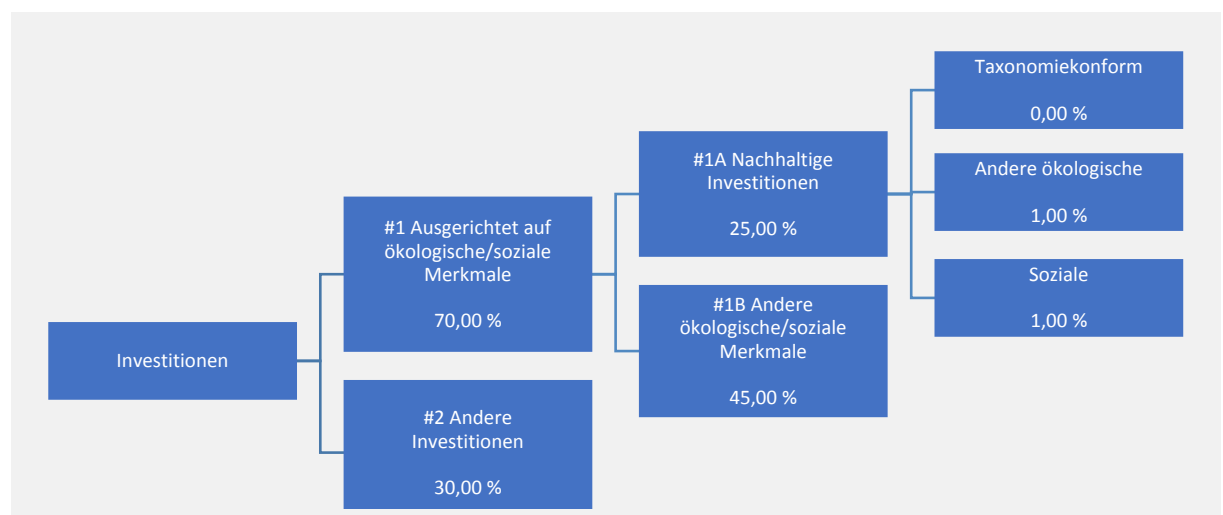 Investitionen
#1 Ausgerichtet auf
ökologische/soziale
Merkmale
70,00 %
#2 Andere
Investitionen
30,00 %
#1A Nachhaltige
Investitionen
25,00 %
#1B Andere
ökologische/soziale
Merkmale
45,00 %
Taxonomiekonform
0,00 %
Andere ökologische
1,00 %
Soziale
1,00 %